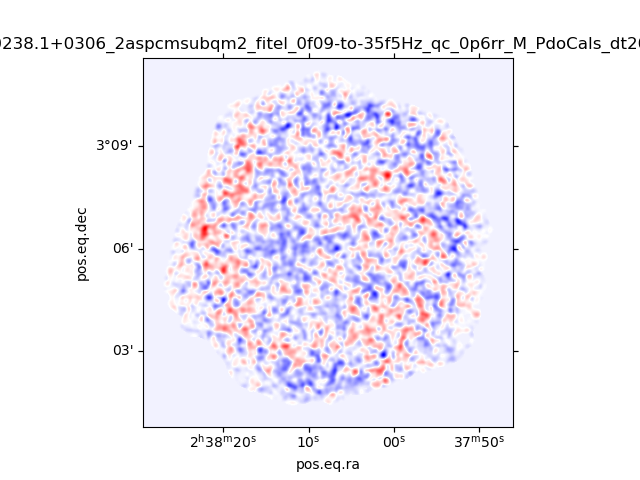 0238.1+0306_2aspcmsubqm2_fitel_0f09-to-35f5Hz_qc_0p6rr_M_PdoCals_dt20
3°09'
06'
03'
pos.eq.dec
2ʰ38ᵐ20ˢ 10ˢ 00ˢ 37ᵐ50ˢ
pos.eq.ra